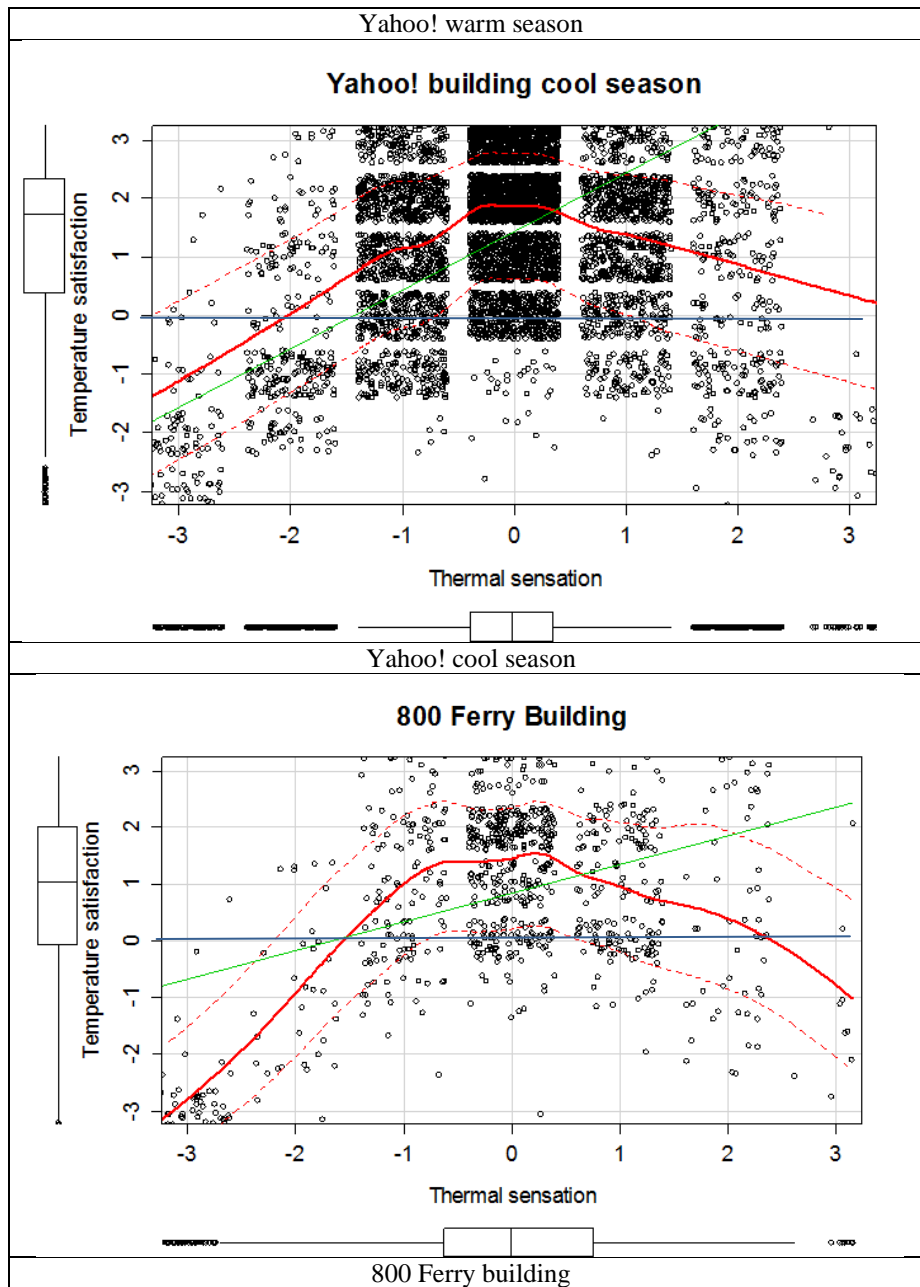 Yahoo! warm season
Yahoo! building cool season
3
2
1
0
-1
-2
-3
Temperature satisfaction
-3 -2 -1 0 1 2 3
Thermal sensation
Yahoo! cool season
800 Ferry Building
3
2
1
0
-1
-2
-3
Temperature satisfaction
-3 -2 -1 0 1 2 3
Thermal sensation
800 Ferry building